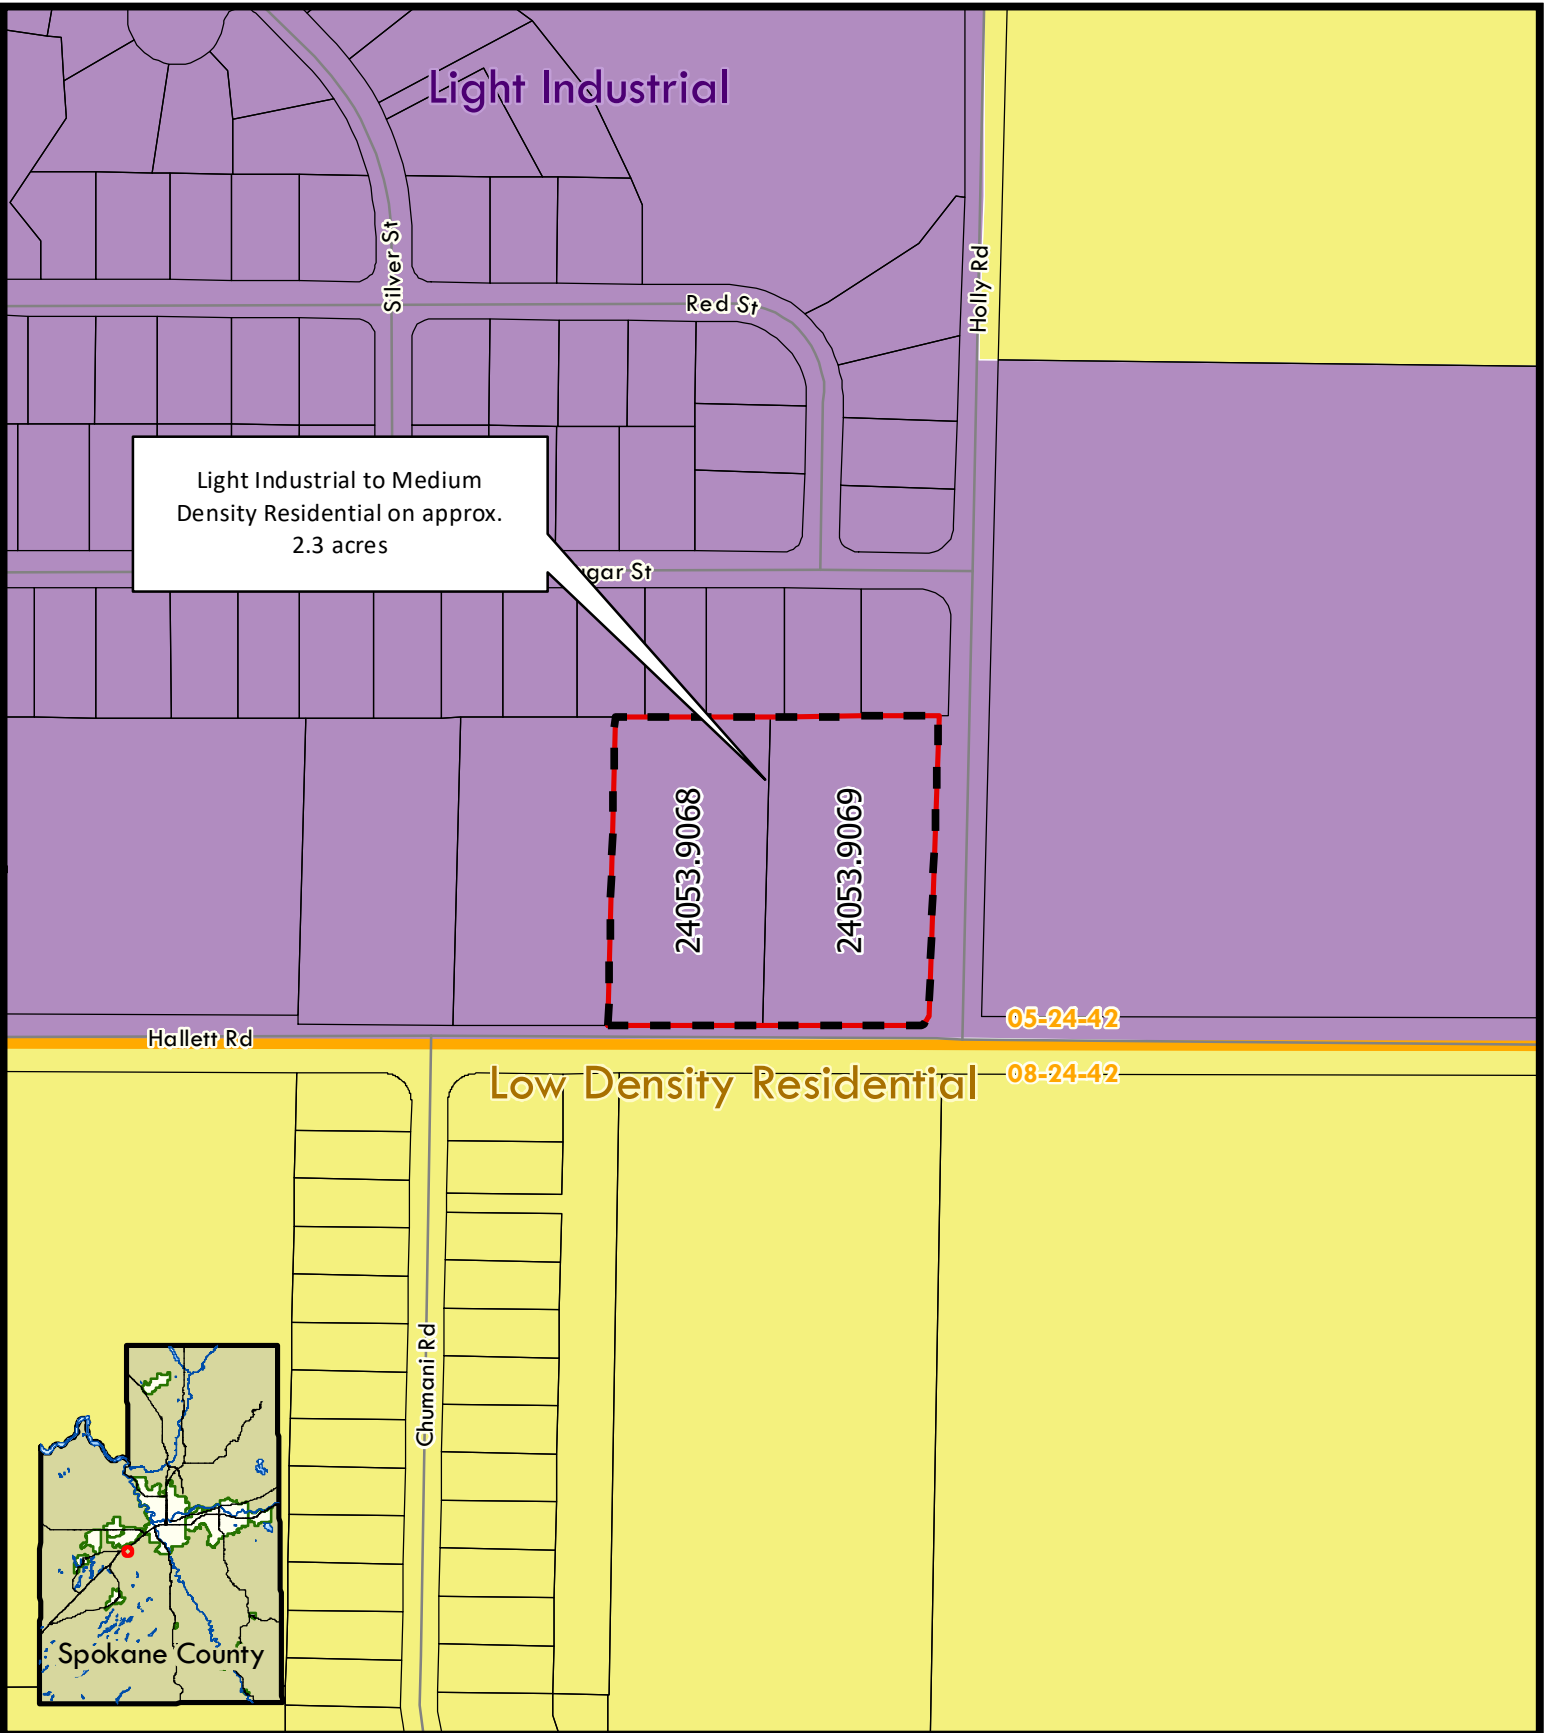 Light Industrial
Silver St
Red St
Holly Rd
Light Industrial to Medium
Density Residential on approx.
2.3 acres
gar St
24053.9068
24053.9069
05-24-42
Hallett Rd
Low Density Residential
08-24-42
Chumani Rd
Spokane County